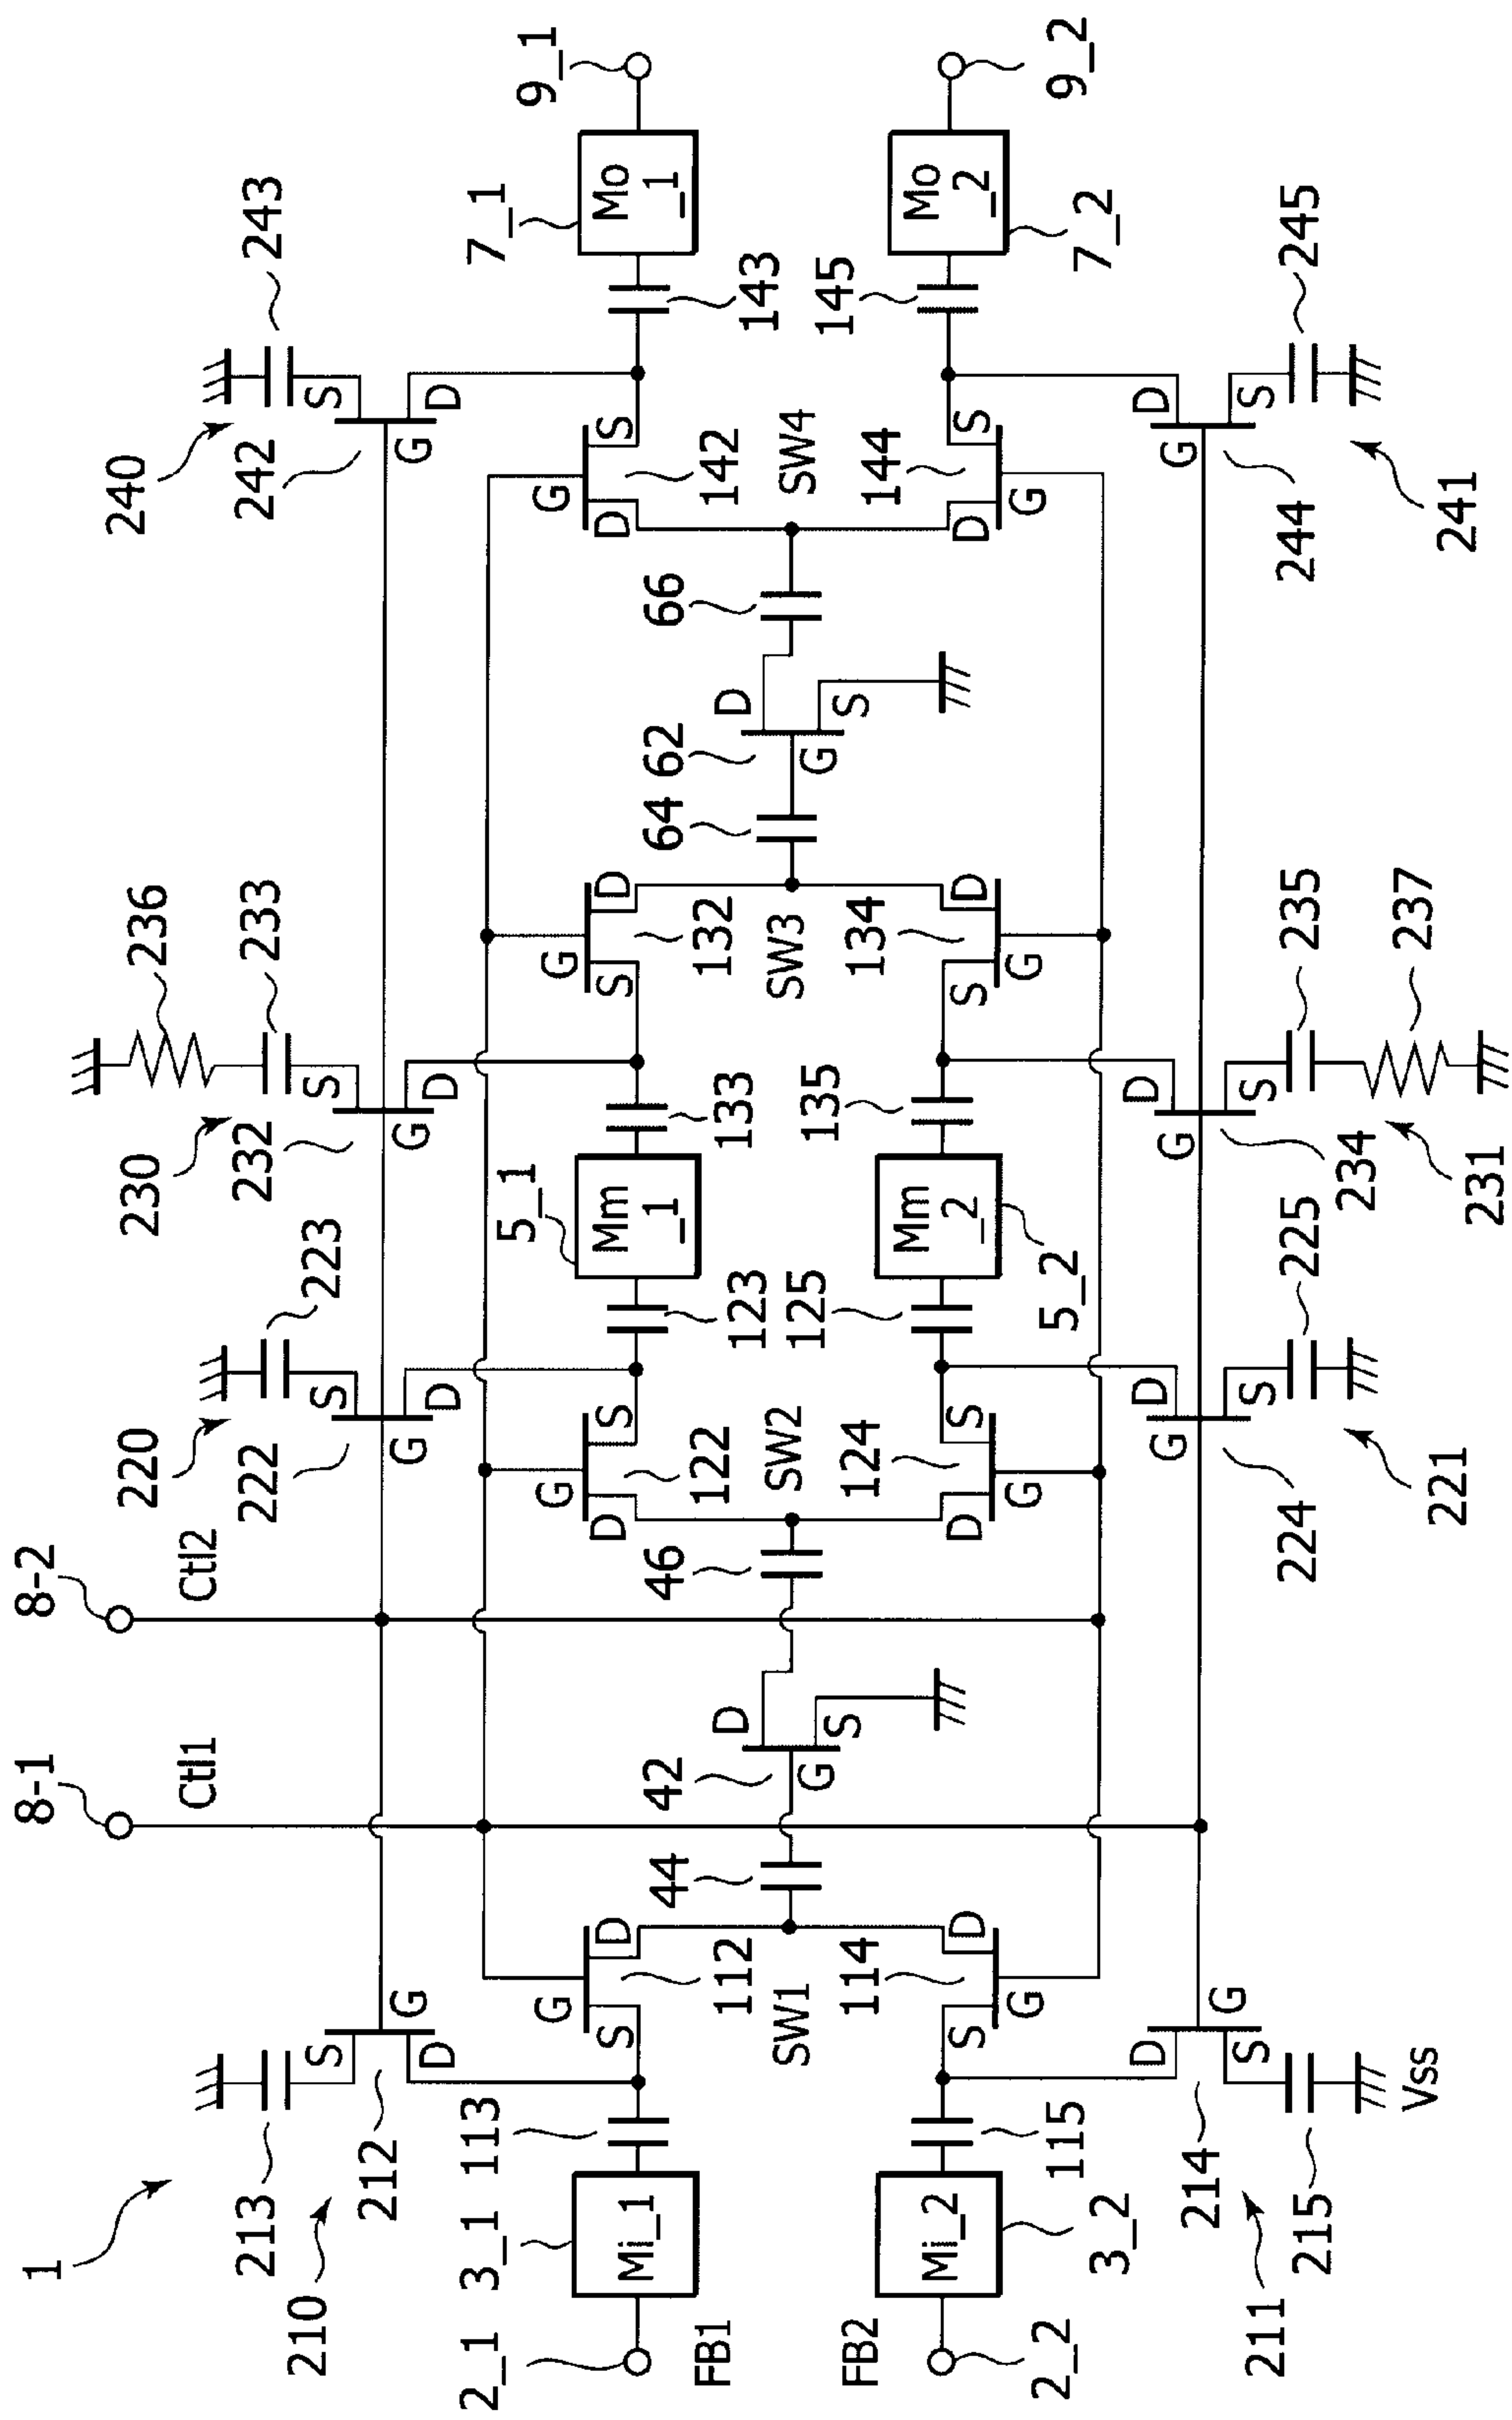 1
8-1
8-2
Ctl1
Ctl2
210
213
212
S
D
G
220
222
223
S
D
G
230
232
233
236
S
D
G
240
242
243
S
D
G
2_1
FB1
3_1
Mi_1
113
G
S
D
112
SW1
44
42
G
D
S
46
G
D
S
122
SW2
123
5_1
Mm
_1
133
G
S
D
132
SW3
64
62
G
D
S
66
G
D
S
142
SW4
143
7_1
Mo
_1
9_1
2_2
FB2
3_2
Mi_2
115
S
D
G
114
D
S
G
124
125
5_2
Mm
_2
135
S
D
G
134
D
S
G
144
145
7_2
Mo
_2
9_2
211
214
215
D
S
G
Vss
221
224
225
D
S
G
231
234
235
237
D
S
G
241
244
245
D
S
G